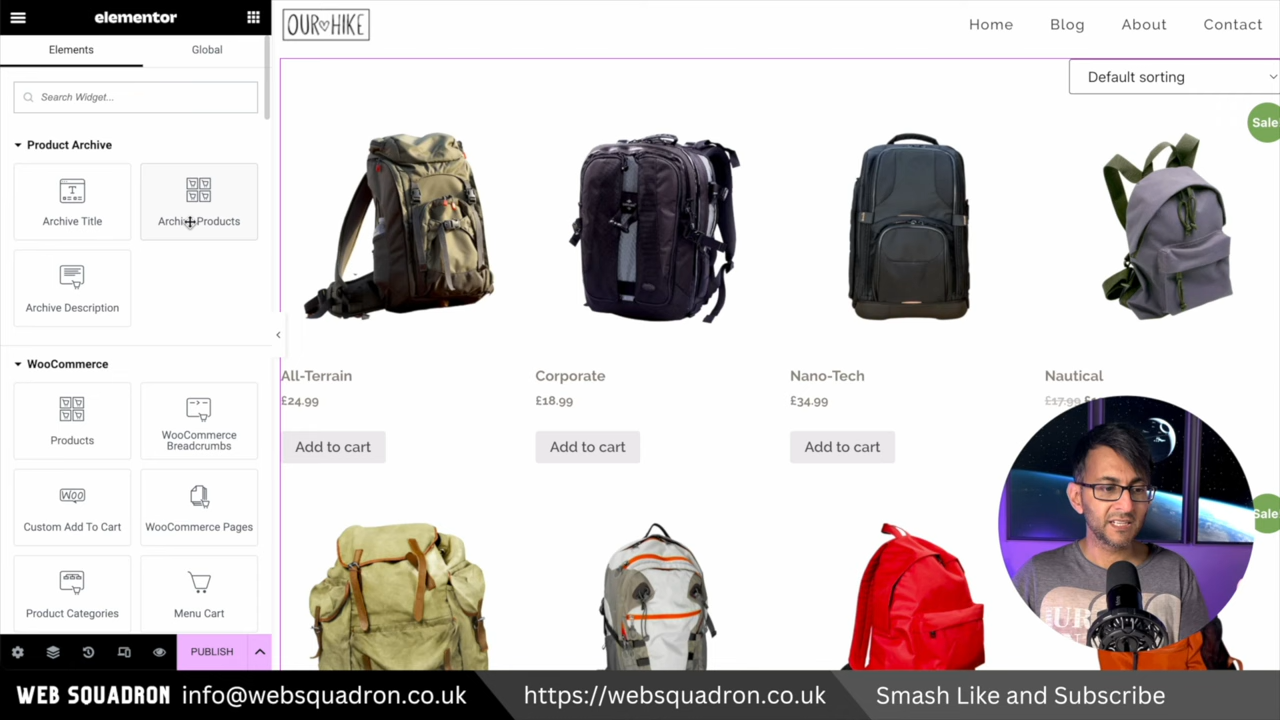 elementor
Elements
Global
Search Widget...
Product Archive
Archive Title
Archive Products
Archive Description
WooCommerce
Products
WooCommerce
Breadcrumbs
WOO
Custom Add To Cart
WooCommerce Pages
Product Categories
Menu Cart
PUBLISH
OUR HIKE
Home
Blog
About
Contact
Default sorting
Sale!
All-Terrain
£24.99
Add to cart
Corporate
£18.99
Add to cart
Nano-Tech
£34.99
Add to cart
Nautical
£17.99
Sale!
WEB SQUADRON
info@websquadron.co.uk
https://websquadron.co.uk
Smash Like and Subscribe